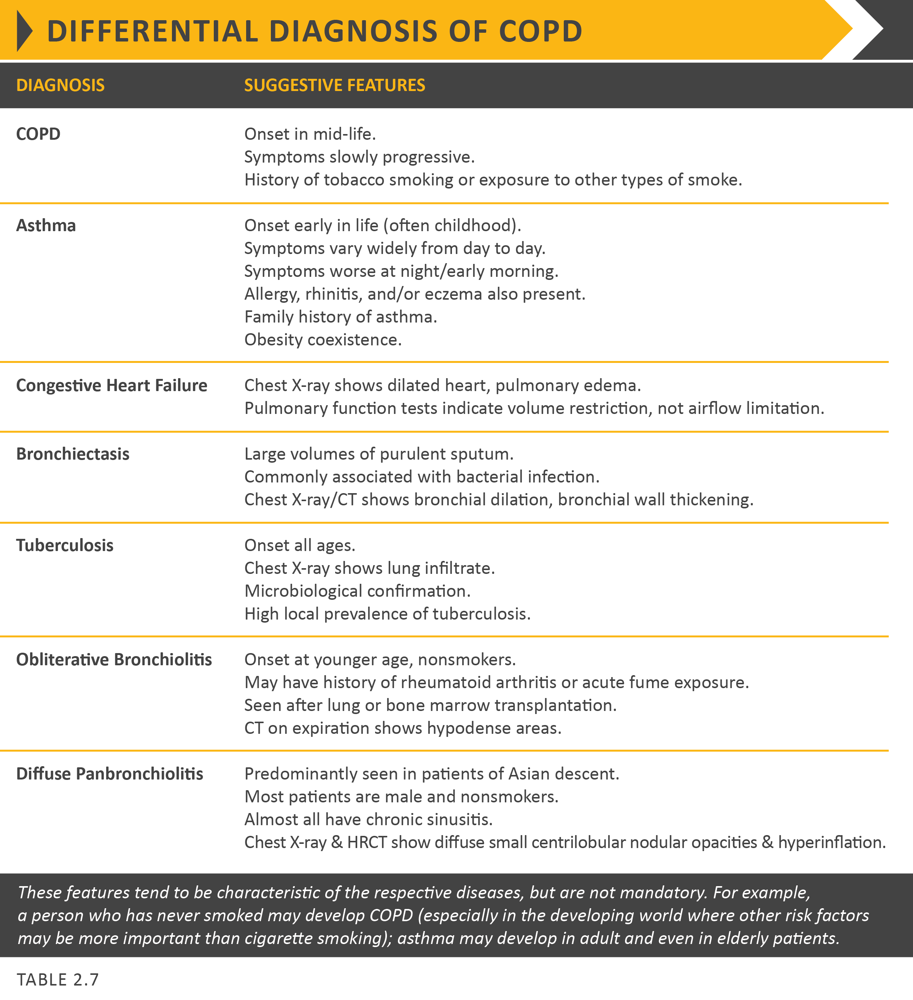 DIFFERENTIAL DIAGNOSIS OF COPD
DIAGNOSIS SUGGESTIVE FEATURES
COPD Onset in mid-life.
Symptoms slowly progressive.
History of tobacco smoking or exposure to other types of smoke.
Asthma Onset early in life (often childhood).
Symptoms vary widely from day to day.
Symptoms worse at night/early morning.
Allergy, rhinitis, and/or eczema also present.
Family history of asthma.
Obesity coexistence.
Congestive Heart Failure Chest X-ray shows dilated heart, pulmonary edema.
Pulmonary function tests indicate volume restriction, not airflow limitation.
Bronchiectasis Large volumes of purulent sputum.
Commonly associated with bacterial infection.
Chest X-ray/CT shows bronchial dilation, bronchial wall thickening.
Tuberculosis Onset all ages.
Chest X-ray shows lung infiltrate.
Microbiological confirmation.
High local prevalence of tuberculosis.
Obliterative Bronchiolitis Onset at younger age, nonsmokers.
May have history of rheumatoid arthritis or acute fume exposure.
Seen after lung or bone marrow transplantation.
CT on expiration shows hypodense areas.
Diffuse Panbronchiolitis Predominantly seen in patients of Asian descent.
Most patients are male and nonsmokers.
Almost all have chronic sinusitis.
Chest X-ray & HRCT show diffuse small centrilobular nodular opacities & hyperinflation.
These features tend to be characteristic of the respective diseases, but are not mandatory. For example,
a person who has never smoked may develop COPD (especially in the developing world where other risk factors
may be more important than cigarette smoking); asthma may develop in adult and even in elderly patients.
TABLE 2.7